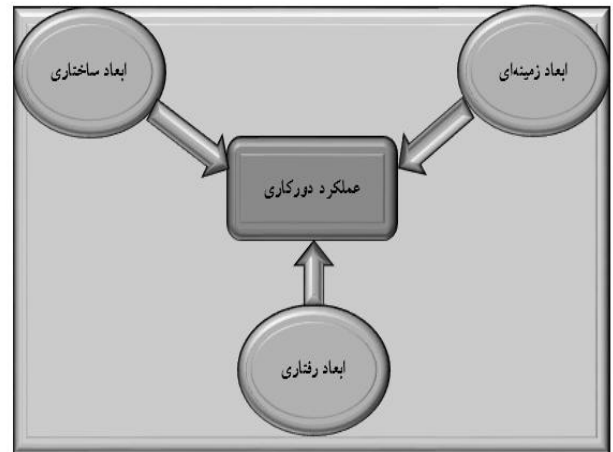 ابعاد زمینه‌ای
ابعاد ساختاری
عملکرد دورکاری
ابعاد رفتاری